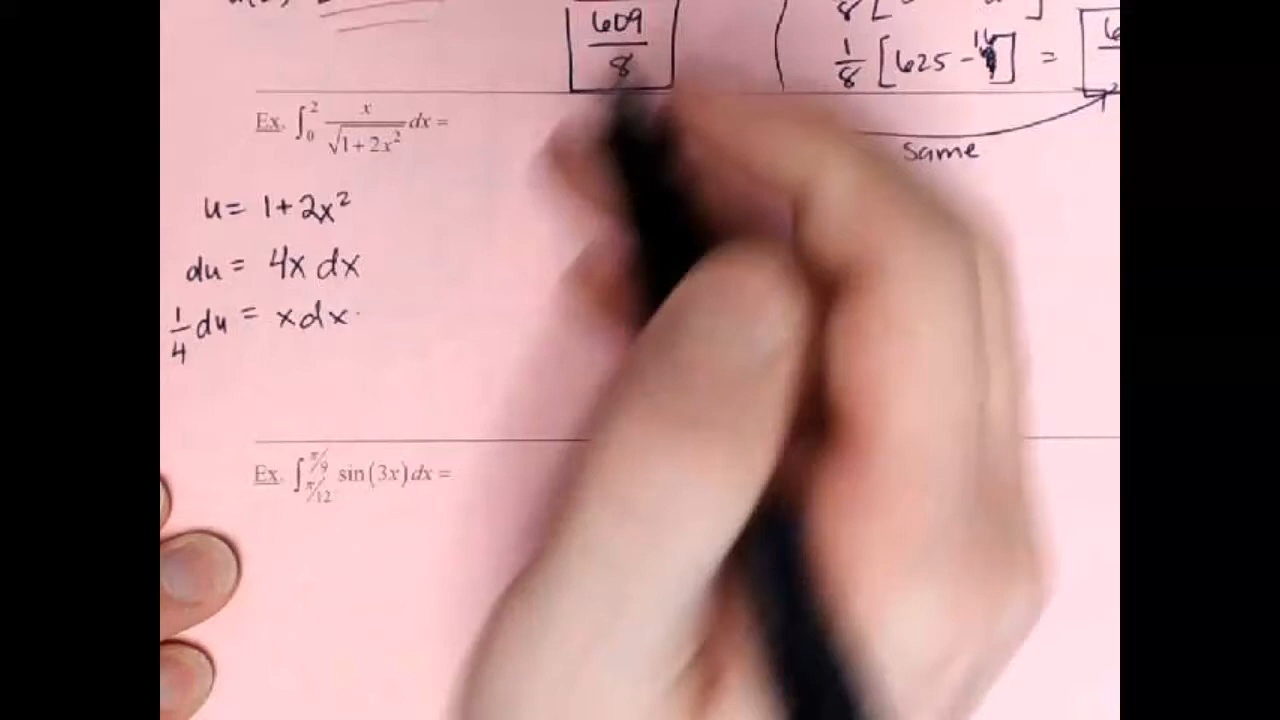 609/8
1/8 [625 - 16] =
Ex. ∫₀² x/√(1+2x²) dx =
same
u = 1 + 2x²
du = 4x dx
1/4 du = x dx
Ex. ∫_{π/12}^{π/9} sin(3x) dx =